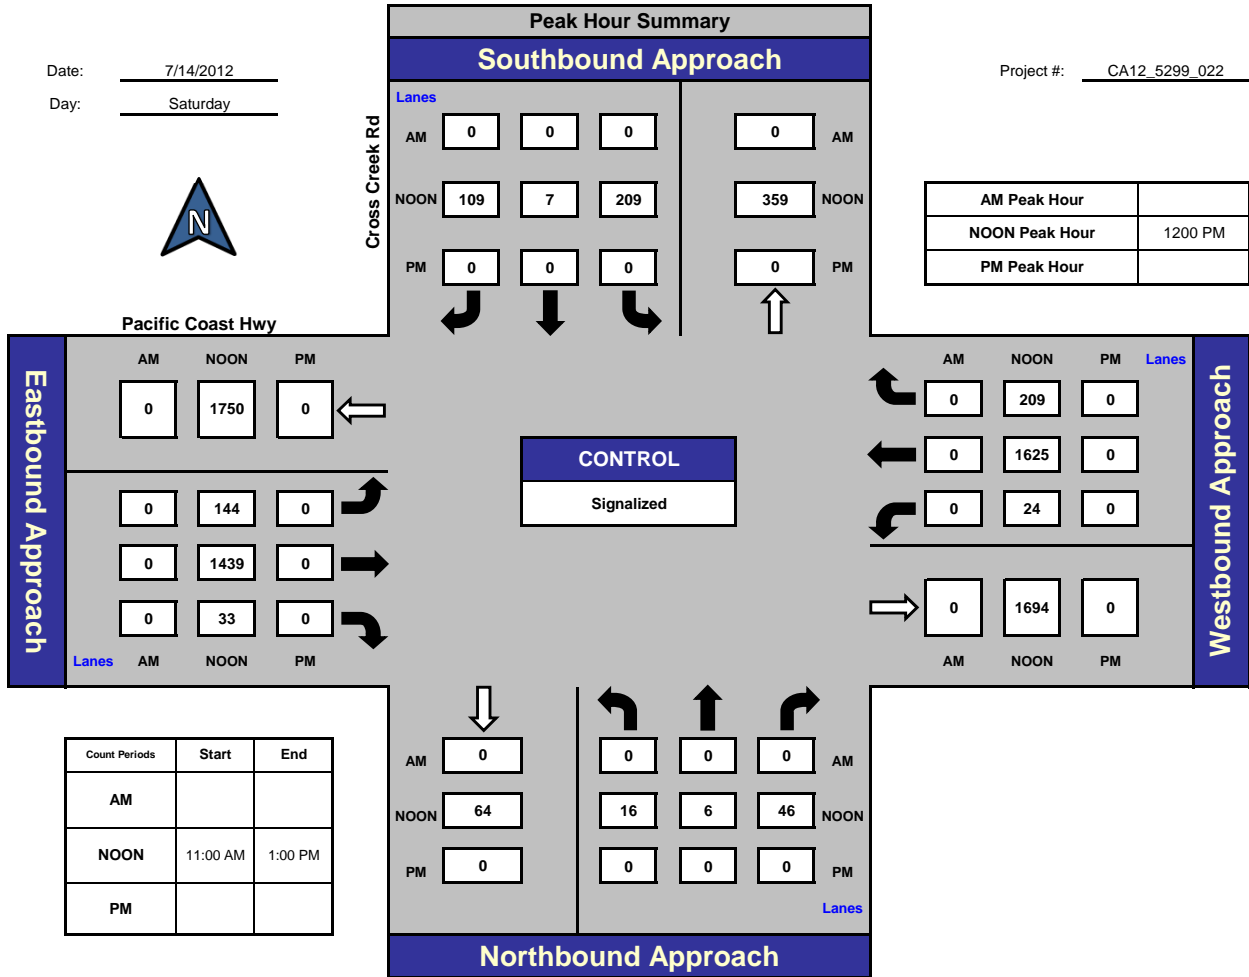 Peak Hour Summary
Southbound Approach
Date: 7/14/2012
Day: Saturday
Project #: CA12_5299_022
N
Cross Creek Rd
Lanes
AM 0 0 0 0 AM
NOON 109 7 209 359 NOON
PM 0 0 0 0 PM
AM Peak Hour
NOON Peak Hour 1200 PM
PM Peak Hour
Pacific Coast Hwy
Eastbound Approach
AM NOON PM
0 1750 0
0 144 0
0 1439 0
0 33 0
Lanes AM NOON PM
CONTROL
Signalized
AM NOON PM Lanes
0 209 0
0 1625 0
0 24 0
0 1694 0
AM NOON PM
Westbound Approach
Count Periods Start End
AM
NOON 11:00 AM 1:00 PM
PM
AM 0 0 0 0 AM
NOON 64 16 6 46 NOON
PM 0 0 0 0 PM
Lanes
Northbound Approach